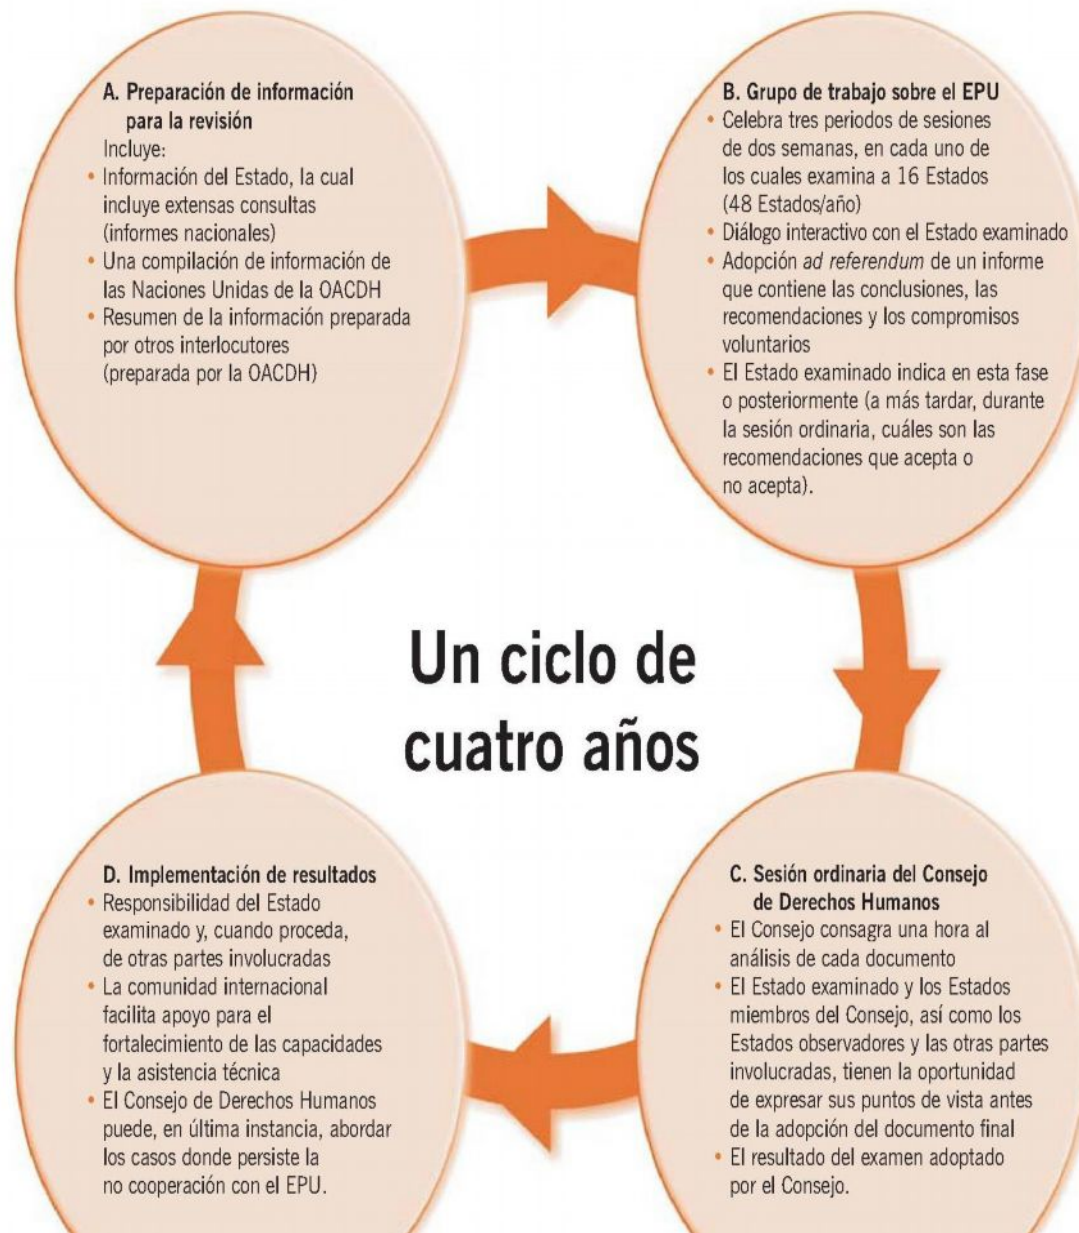 A. Preparación de información
para la revisión
Incluye:
• Información del Estado, la cual
incluye extensas consultas
(informes nacionales)
• Una compilación de información de
las Naciones Unidas de la OACDH
• Resumen de la información preparada
por otros interlocutores
(preparada por la OACDH)
B. Grupo de trabajo sobre el EPU
• Celebra tres periodos de sesiones
de dos semanas, en cada uno de
los cuales examina a 16 Estados
(48 Estados/año)
• Diálogo interactivo con el Estado examinado
• Adopción ad referendum de un informe
que contiene las conclusiones, las
recomendaciones y los compromisos
voluntarios
• El Estado examinado indica en esta fase
o posteriormente (a más tardar, durante
la sesión ordinaria, cuáles son las
recomendaciones que acepta o
no acepta).
Un ciclo de
cuatro años
D. Implementación de resultados
• Responsibilidad del Estado
examinado y, cuando proceda,
de otras partes involucradas
• La comunidad internacional
facilita apoyo para el
fortalecimiento de las capacidades
y la asistencia técnica
• El Consejo de Derechos Humanos
puede, en última instancia, abordar
los casos donde persiste la
no cooperación con el EPU.
C. Sesión ordinaria del Consejo
de Derechos Humanos
• El Consejo consagra una hora al
análisis de cada documento
• El Estado examinado y los Estados
miembros del Consejo, así como los
Estados observadores y las otras partes
involucradas, tienen la oportunidad
de expresar sus puntos de vista antes
de la adopción del documento final
• El resultado del examen adoptado
por el Consejo.